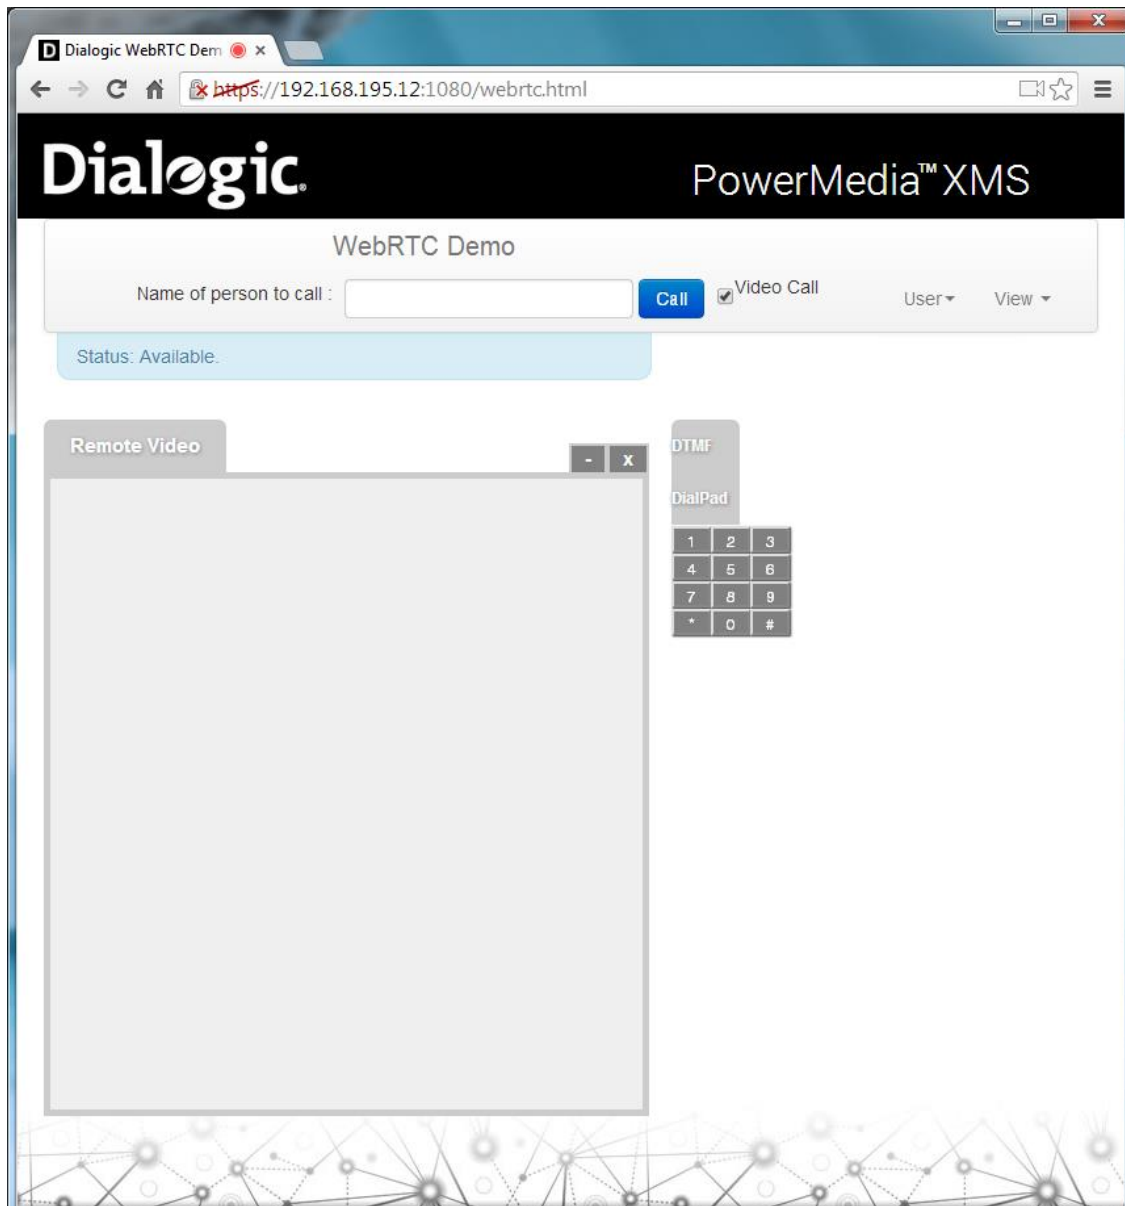 Dialogic WebRTC Dem
https://192.168.195.12:1080/webrtc.html
Dialogic®
PowerMedia™ XMS
WebRTC Demo
Name of person to call :
Call
Video Call
User
View
Status: Available.
Remote Video
- x
DTMF
DialPad
1 2 3
4 5 6
7 8 9
* 0 #